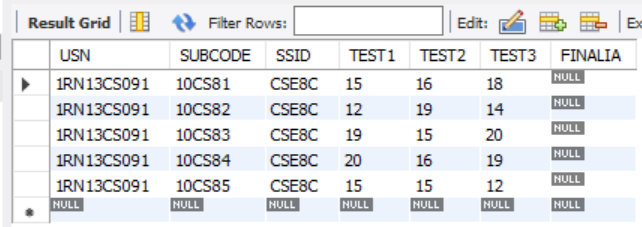 Result Grid Filter Rows: Edit: Ex
USN SUBCODE SSID TEST1 TEST2 TEST3 FINALIA
1RN13CS091 10CS81 CSE8C 15 16 18 NULL
1RN13CS091 10CS82 CSE8C 12 19 14 NULL
1RN13CS091 10CS83 CSE8C 19 15 20 NULL
1RN13CS091 10CS84 CSE8C 20 16 19 NULL
1RN13CS091 10CS85 CSE8C 15 15 12 NULL
NULL NULL NULL NULL NULL NULL NULL